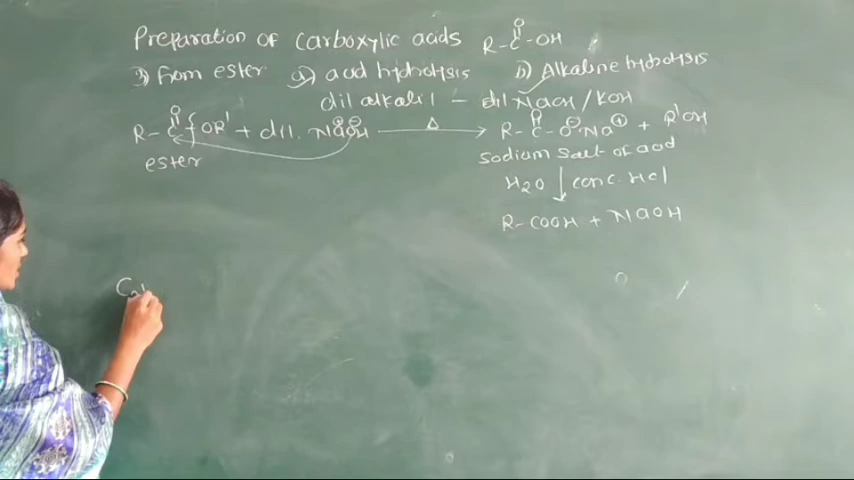 Preparation of carboxylic acids R-C-OH
O
3) From ester a) acid hydrolysis b) Alkaline hydrolysis
dil alkali - dil NaOH/KOH
O
R-C-OR' + dil. NaOH Δ → R-C-O⊖Na⊕ + R'OH
O
ester sodium salt of acid
H2O ↓ conc. HCl
R-COOH + NaOH